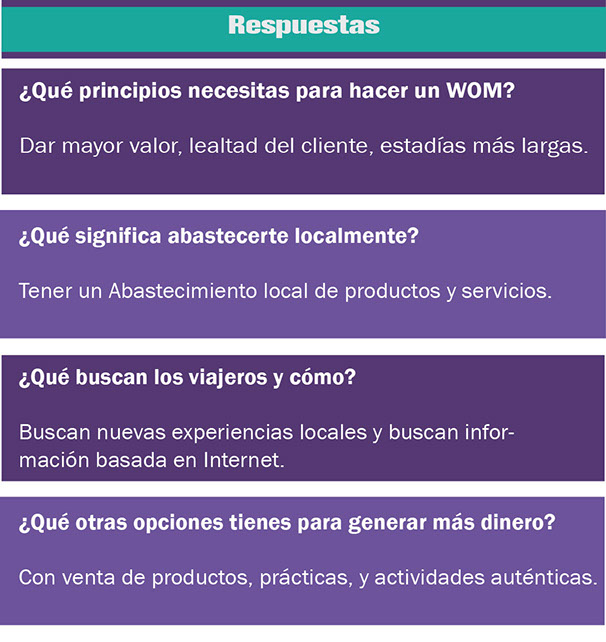 Respuestas
¿Qué principios necesitas para hacer un WOM?
Dar mayor valor, lealtad del cliente, estadías más largas.
¿Qué significa abastecerte localmente?
Tener un Abastecimiento local de productos y servicios.
¿Qué buscan los viajeros y cómo?
Buscan nuevas experiencias locales y buscan infor-
mación basada en Internet.
¿Qué otras opciones tienes para generar más dinero?
Con venta de productos, prácticas, y actividades auténticas.